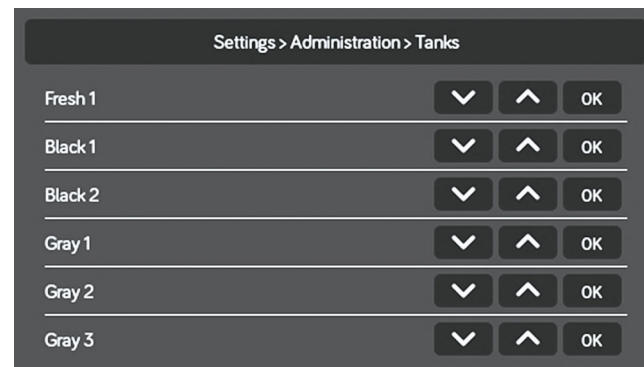 Settings > Administration > Tanks
Fresh 1 OK
Black 1 OK
Black 2 OK
Gray 1 OK
Gray 2 OK
Gray 3 OK